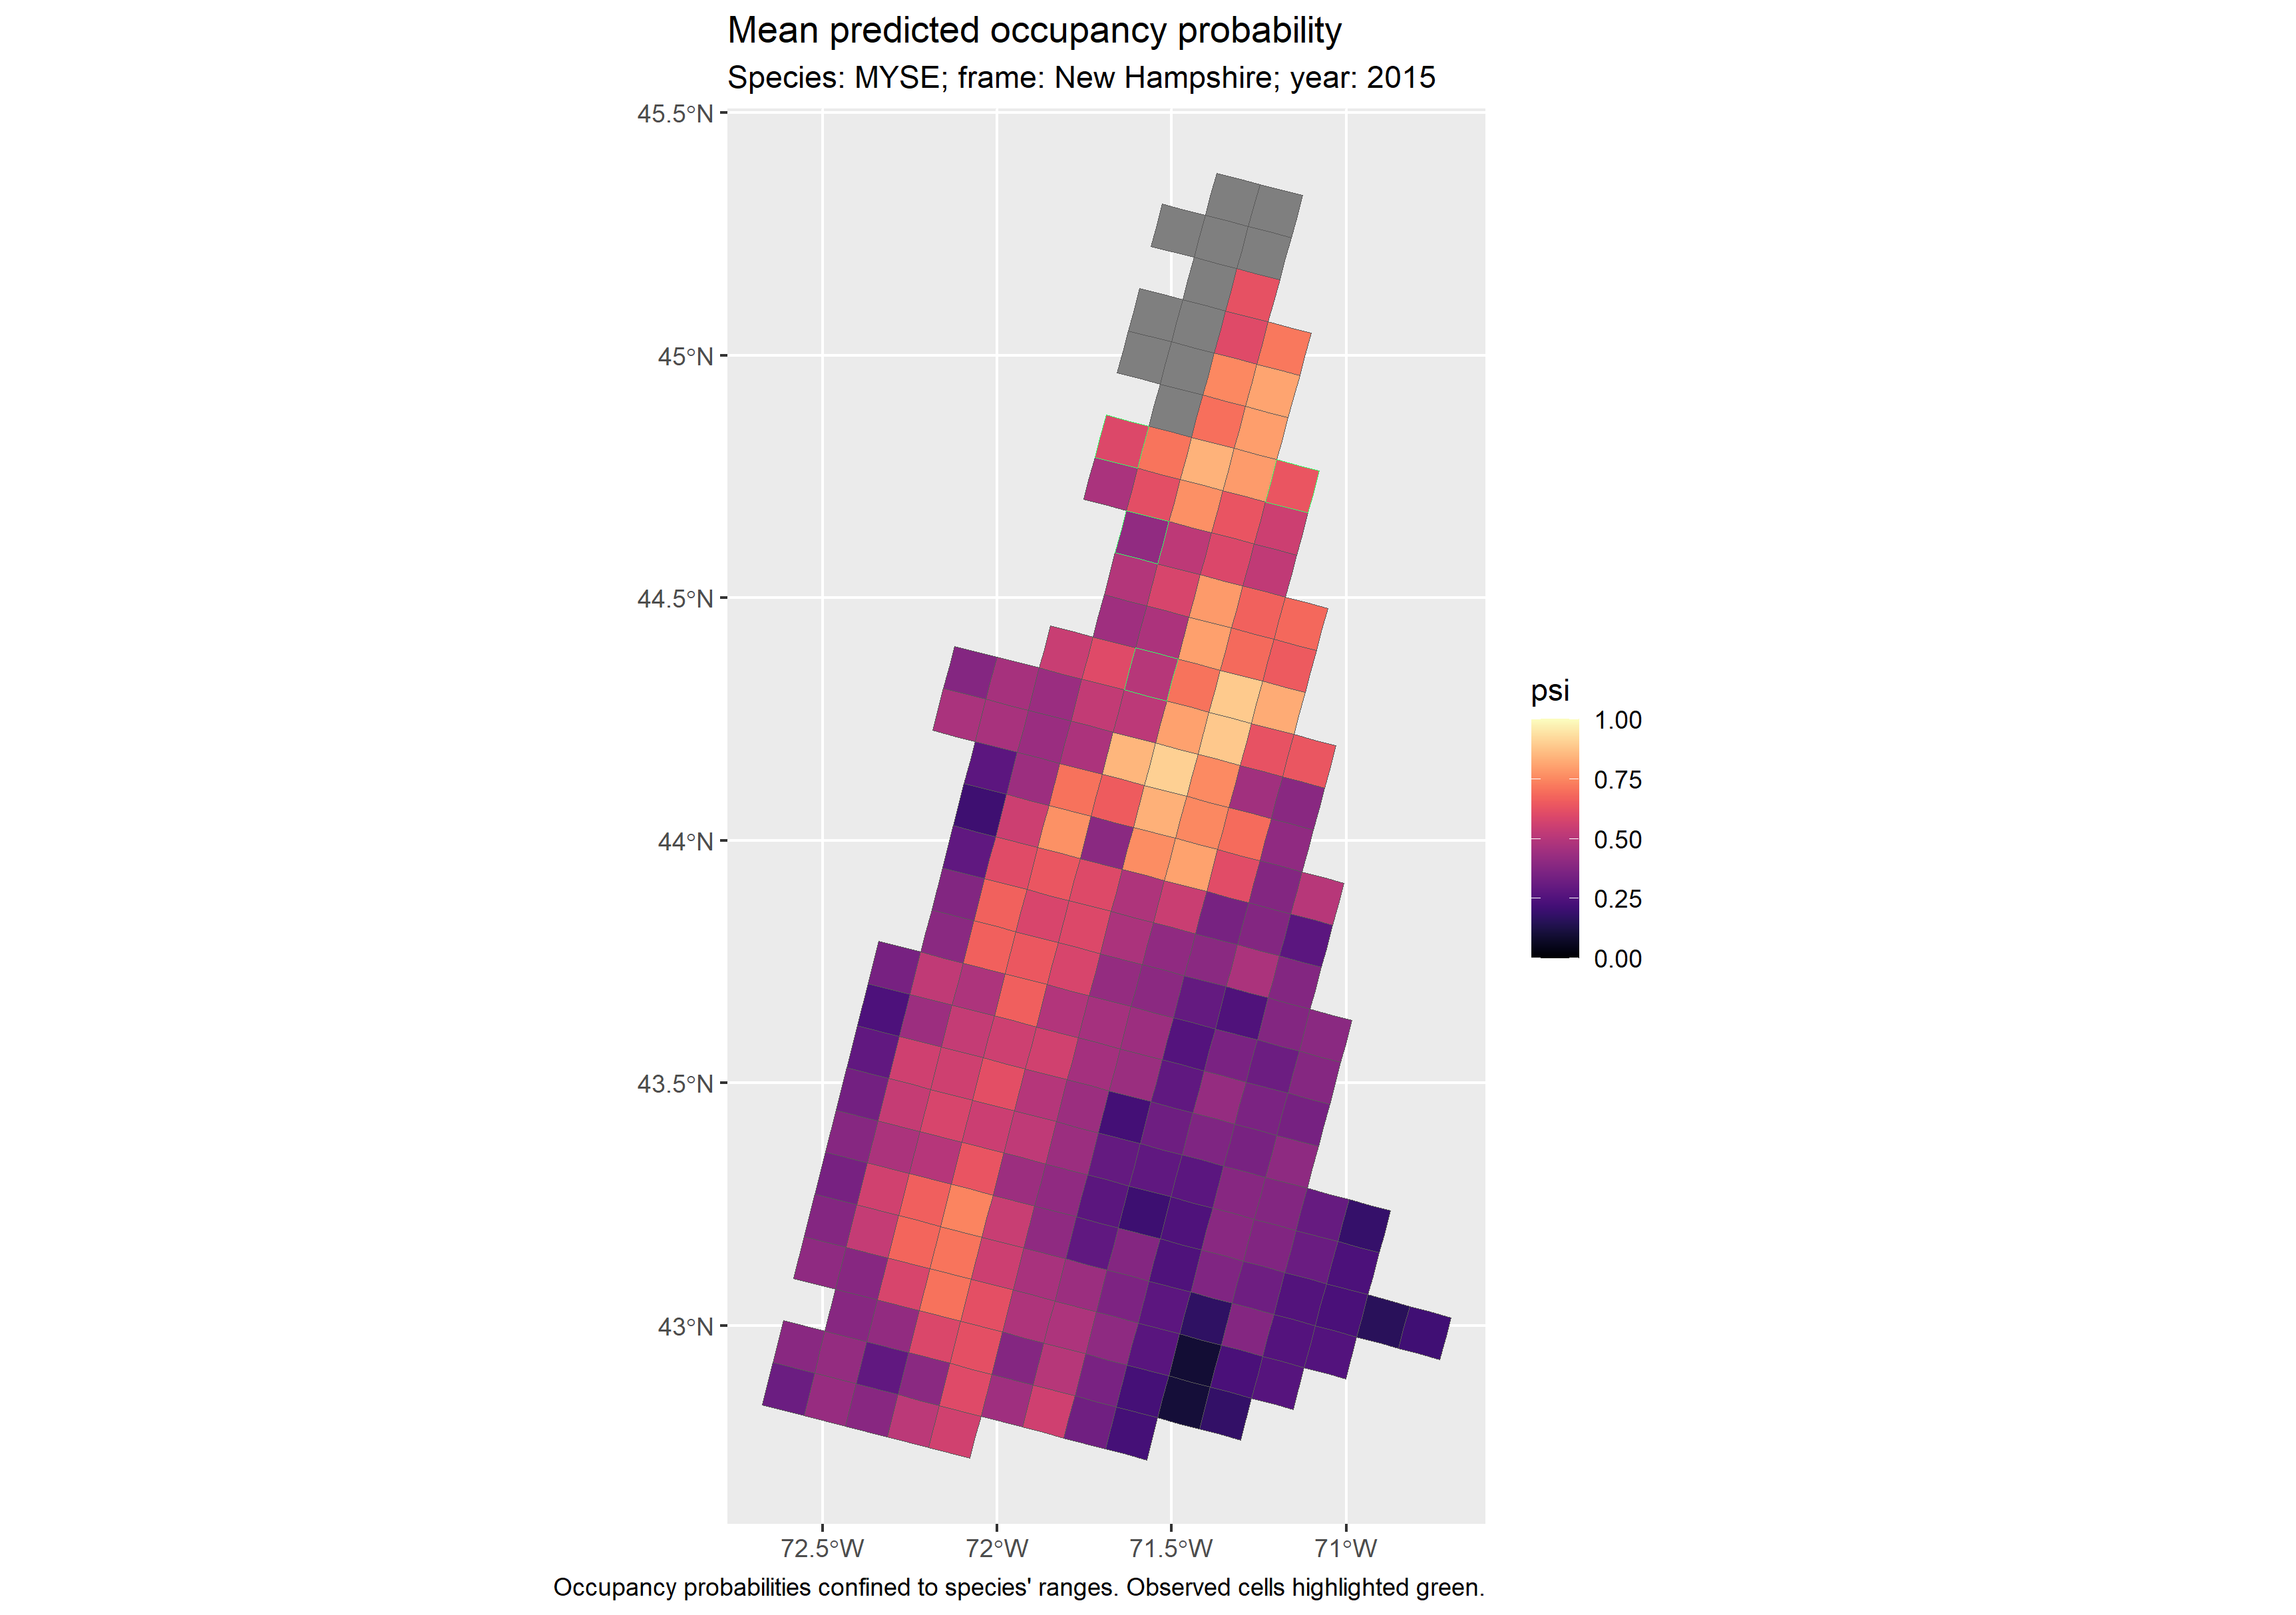 Mean predicted occupancy probability
Species: MYSE; frame: New Hampshire; year: 2015
45.5°N
45°N
44.5°N
44°N
43.5°N
43°N
72.5°W
72°W
71.5°W
71°W
psi
1.00
0.75
0.50
0.25
0.00
Occupancy probabilities confined to species' ranges. Observed cells highlighted green.